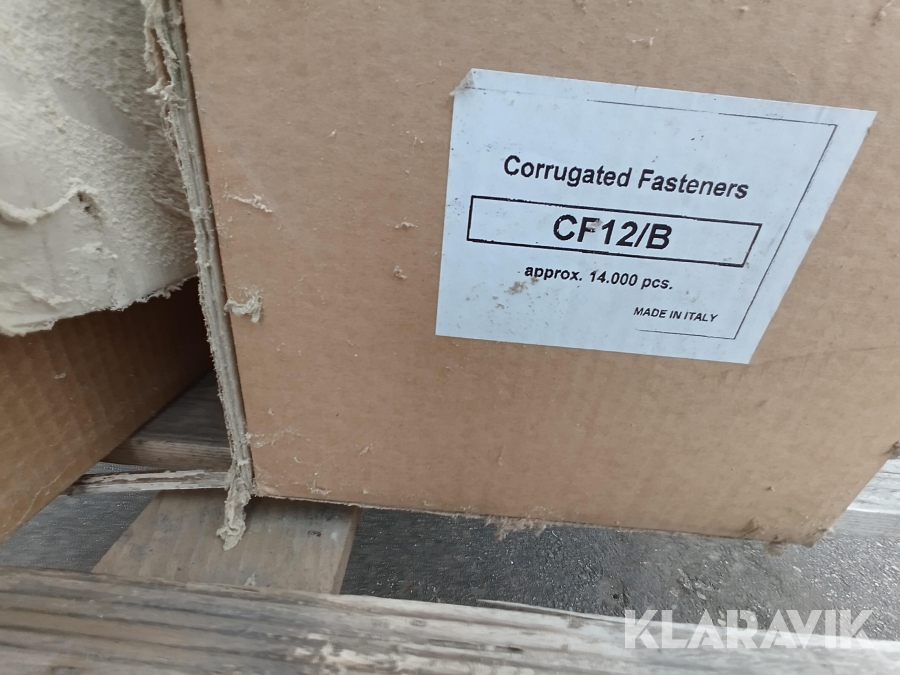 Corrugated Fasteners
CF12/B
approx. 14.000 pcs.
MADE IN ITALY
KLARAVIK